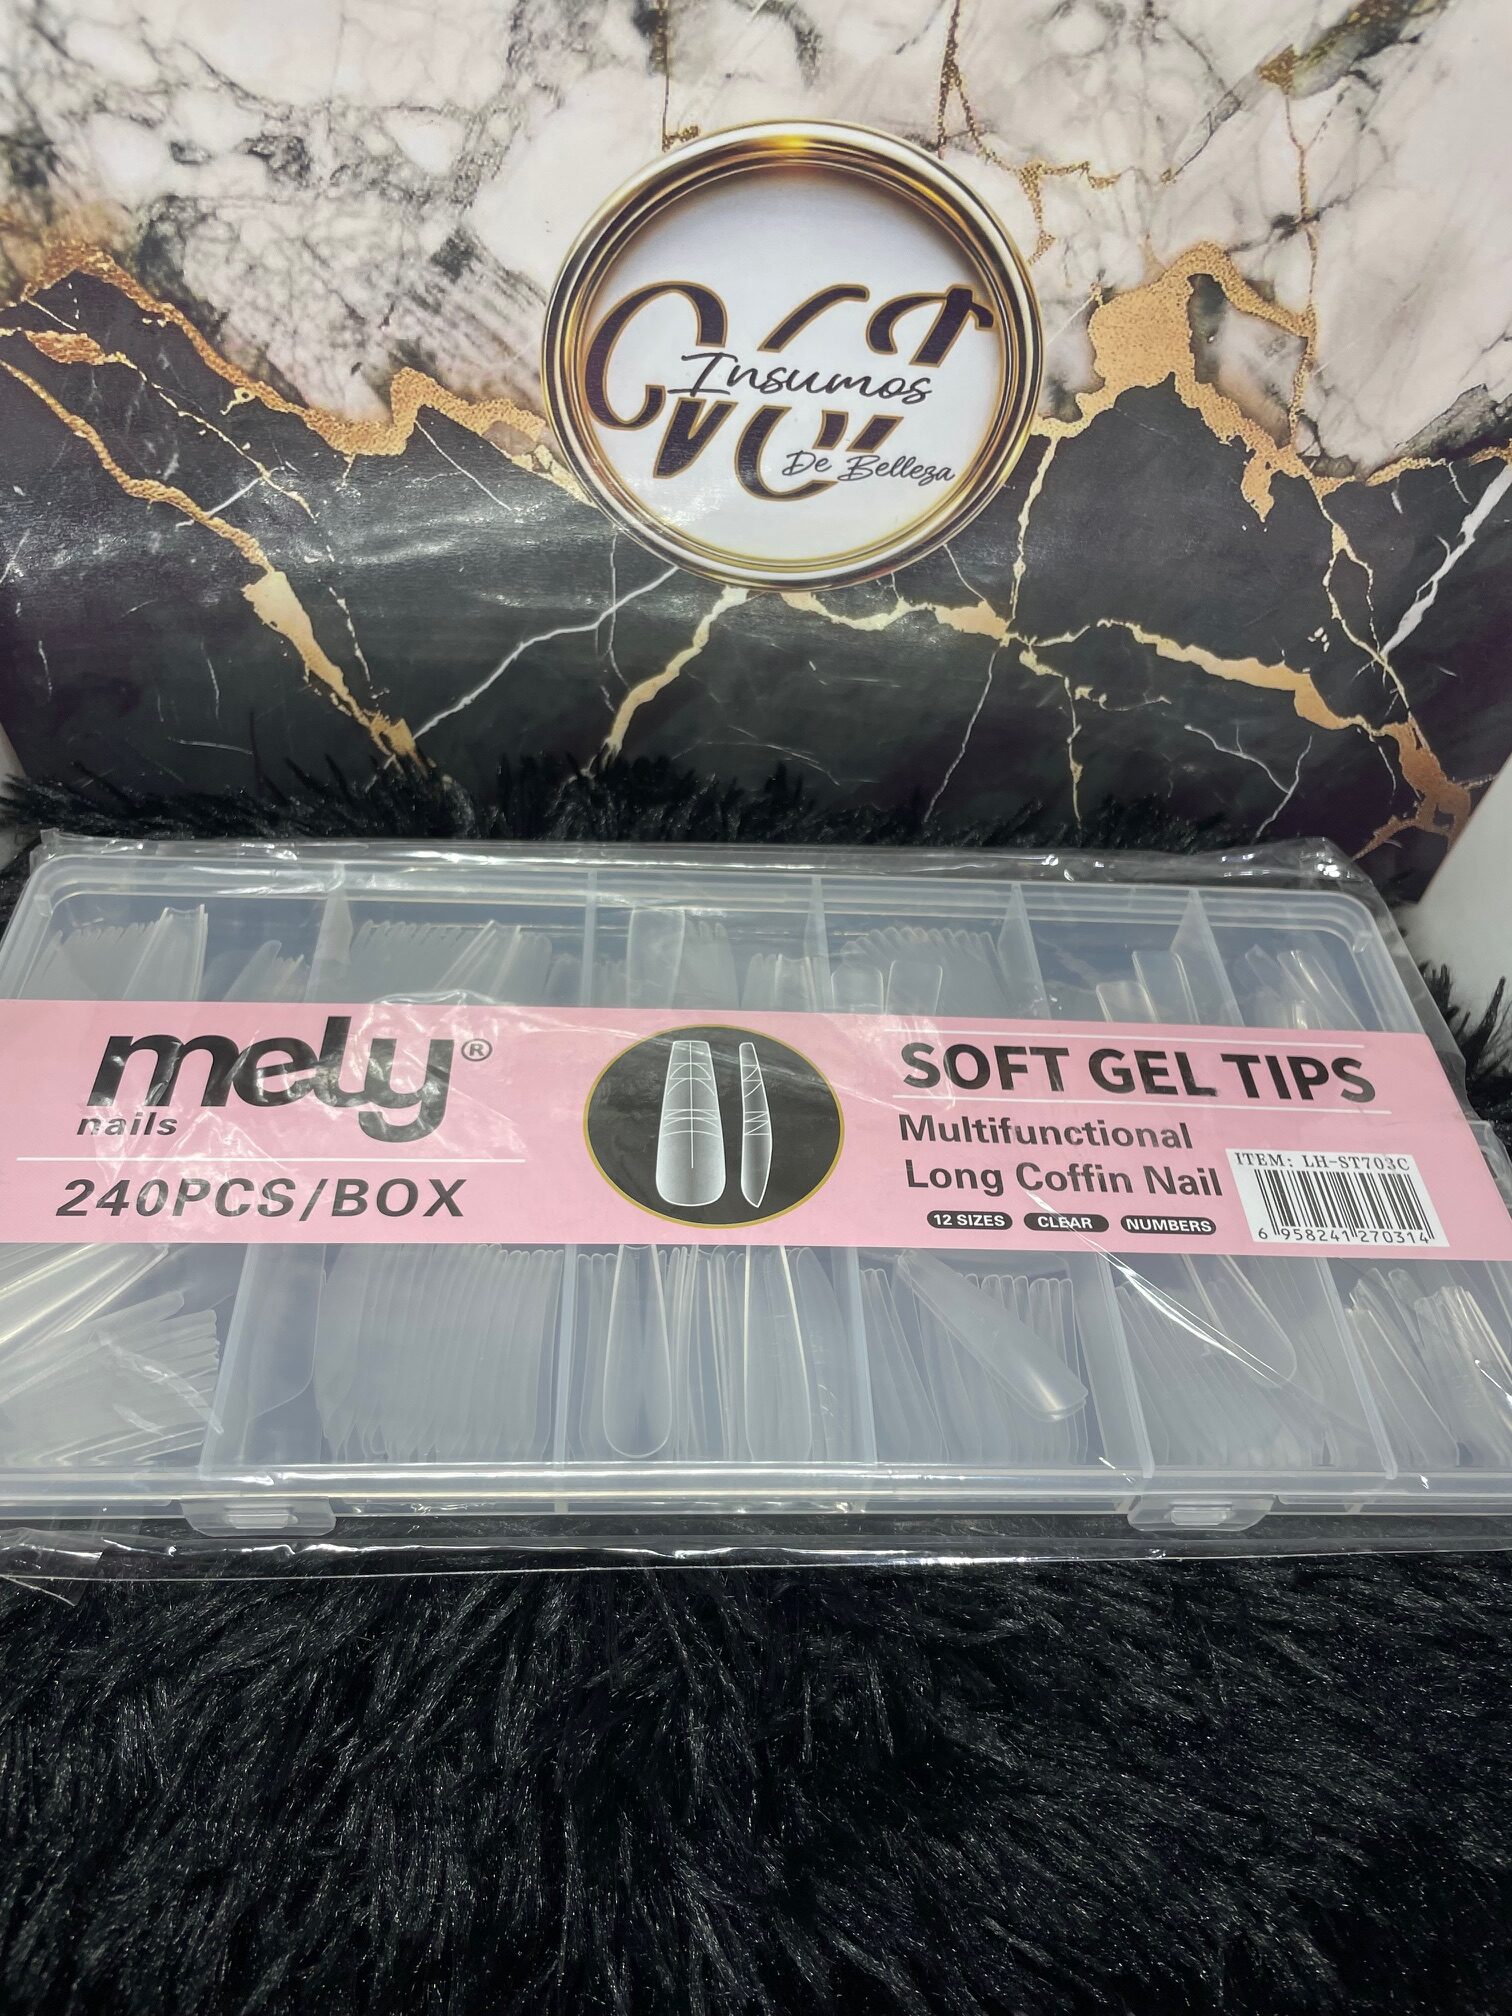 Insumos
De Belleza
mely®
nails
240PCS/BOX
SOFT GEL TIPS
Multifunctional
Long Coffin Nail
12 SIZES CLEAR NUMBERS
ITEM: LH-ST703C
6 958241 270314